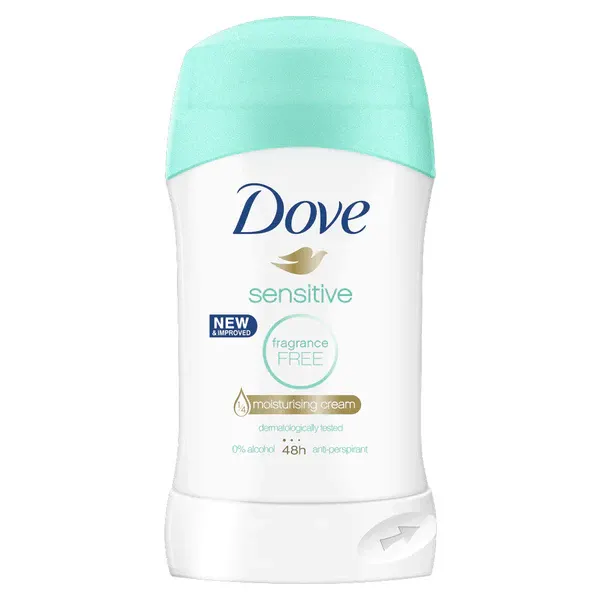 Dove
sensitive
NEW
& IMPROVED
fragrance
FREE
1/4 moisturising cream
dermatologically tested
0% alcohol 48h anti-perspirant